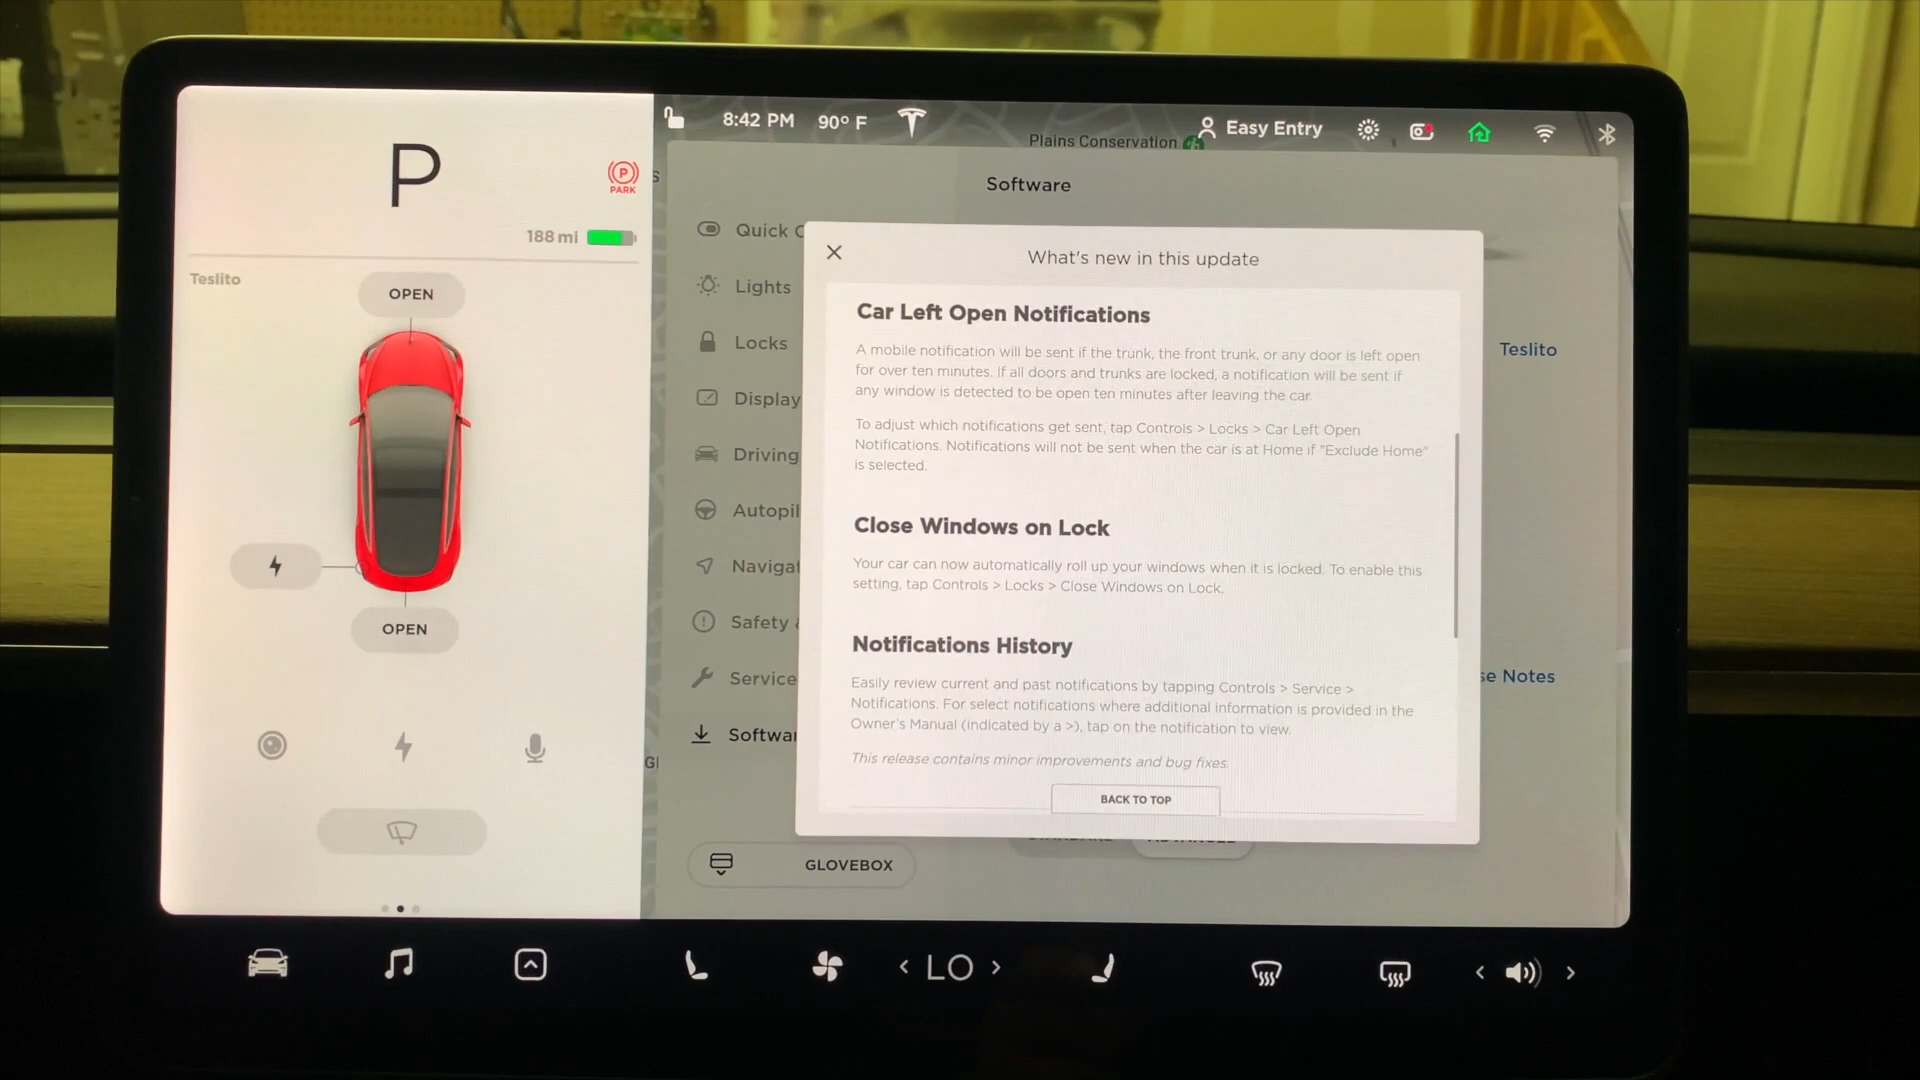 P
PARK
188 mi
Teslito
OPEN
OPEN
8:42 PM
90° F
Plains Conservation
Easy Entry
Software
Quick C
Lights
Locks
Display
Driving
Autopil
Navigat
Safety &
Service
Softwar
GLOVEBOX
What's new in this update
Car Left Open Notifications
A mobile notification will be sent if the trunk, the front trunk, or any door is left open
for over ten minutes. If all doors and trunks are locked, a notification will be sent if
any window is detected to be open ten minutes after leaving the car.
To adjust which notifications get sent, tap Controls > Locks > Car Left Open
Notifications. Notifications will not be sent when the car is at Home if "Exclude Home"
is selected.
Close Windows on Lock
Your car can now automatically roll up your windows when it is locked. To enable this
setting, tap Controls > Locks > Close Windows on Lock.
Notifications History
Easily review current and past notifications by tapping Controls > Service >
Notifications. For select notifications where additional information is provided in the
Owner's Manual (indicated by a >), tap on the notification to view.
This release contains minor improvements and bug fixes.
BACK TO TOP
Teslito
se Notes
< LO >